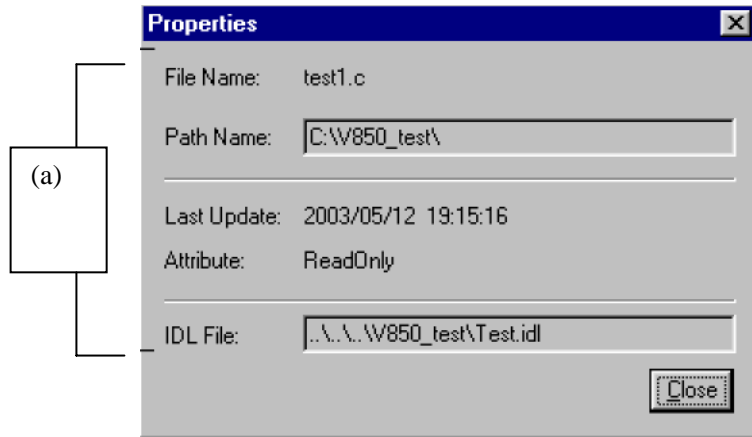 Properties
File Name: test1.c
Path Name: C:\V850_test\
(a)
Last Update: 2003/05/12 19:15:16
Attribute: ReadOnly
IDL File: ..\..\..\V850_test\Test.idl
Close